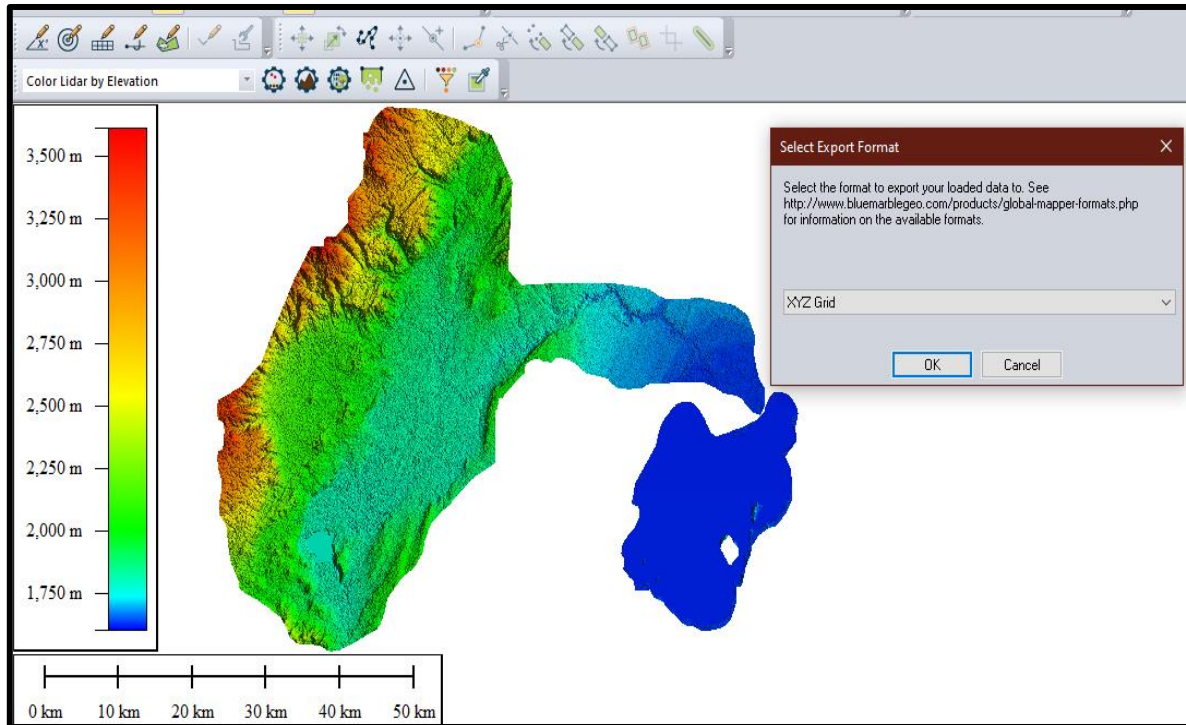 Color Lidar by Elevation
3,500 m
3,250 m
3,000 m
2,750 m
2,500 m
2,250 m
2,000 m
1,750 m
0 km 10 km 20 km 30 km 40 km 50 km
Select Export Format
Select the format to export your loaded data to. See
http://www.bluemarblegeo.com/products/global-mapper-formats.php
for information on the available formats.
XYZ Grid
OK Cancel